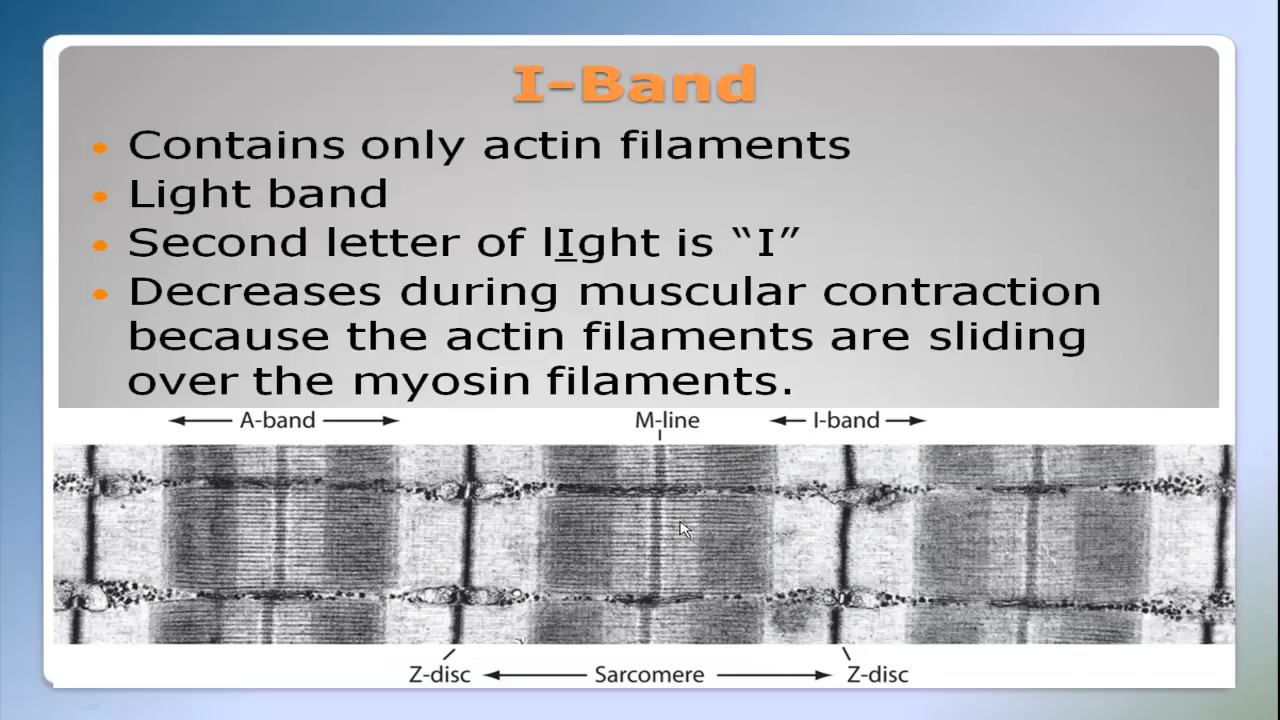 I-Band
• Contains only actin filaments
• Light band
• Second letter of lIght is “I”
• Decreases during muscular contraction
because the actin filaments are sliding
over the myosin filaments.
A-band M-line I-band
Z-disc Sarcomere Z-disc